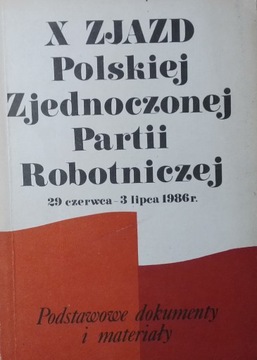 X ZJAZD
Polskiej
Zjednoczonej
Partii
Robotniczej
29 czerwca - 3 lipca 1986 r.
Podstawowe dokumenty
i materiały